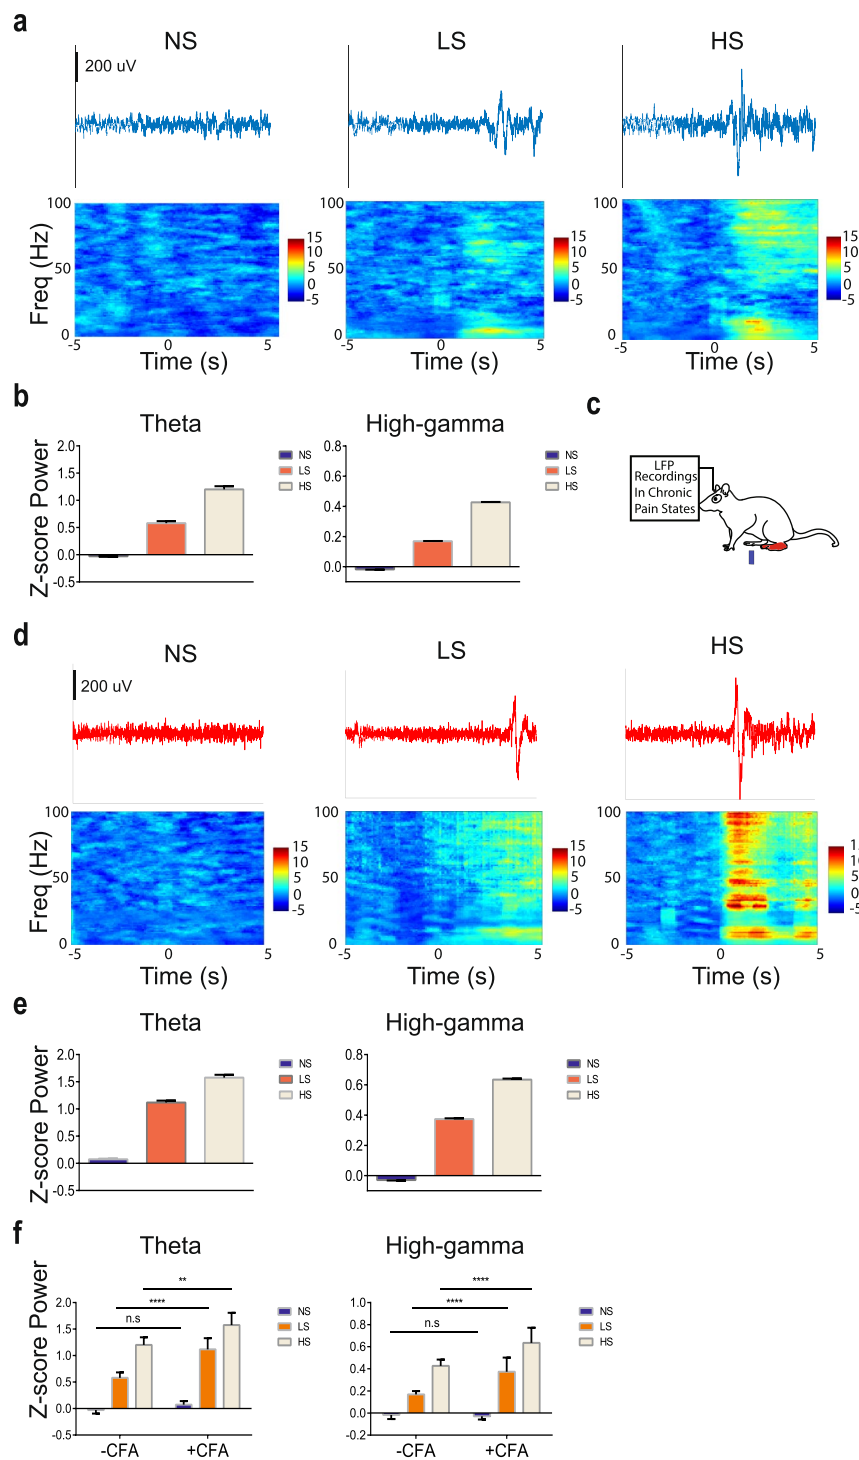 a
NS
LS
HS
200 uV
Freq (Hz)
100
50
0
-5
0
5
Time (s)
15
10
5
0
-5
100
50
0
-5
0
5
Time (s)
15
10
5
0
-5
100
50
0
-5
0
5
Time (s)
15
10
5
0
-5
b
Theta
Z-score Power
2.0
1.5
1.0
0.5
0.0
-0.5
NS
LS
HS
High-gamma
0.8
0.6
0.4
0.2
0.0
NS
LS
HS
c
LFP
Recordings
In Chronic
Pain States
d
NS
LS
HS
200 uV
Freq (Hz)
100
50
0
-5
0
5
Time (s)
15
10
5
0
-5
100
50
0
-5
0
5
Time (s)
15
10
5
0
-5
100
50
0
-5
0
5
Time (s)
15
10
5
0
-5
e
Theta
Z-score Power
2.0
1.5
1.0
0.5
0.0
-0.5
NS
LS
HS
High-gamma
0.8
0.6
0.4
0.2
0.0
NS
LS
HS
f
Theta
Z-score Power
2.0
1.5
1.0
0.5
0.0
-0.5
**
****
n.s
-CFA
+CFA
NS
LS
HS
High-gamma
1.0
0.8
0.6
0.4
0.2
0.0
-0.2
****
****
n.s
-CFA
+CFA
NS
LS
HS